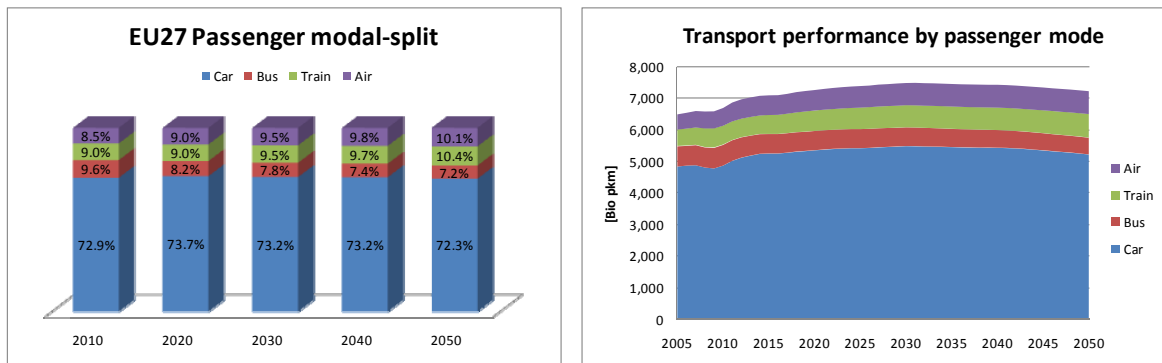 EU27 Passenger modal-split
Car Bus Train Air
8.5% 9.0% 9.5% 9.8% 10.1%
9.0% 9.0% 9.5% 9.7% 10.4%
9.6% 8.2% 7.8% 7.4% 7.2%
72.9% 73.7% 73.2% 73.2% 72.3%
2010 2020 2030 2040 2050
Transport performance by passenger mode
[Bio pkm]
8,000
7,000
6,000
5,000
4,000
3,000
2,000
1,000
0
2005 2010 2015 2020 2025 2030 2035 2040 2045 2050
Air
Train
Bus
Car